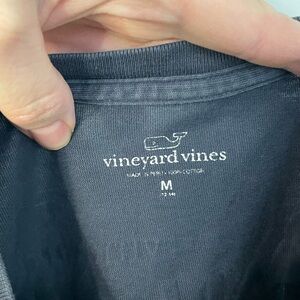 vineyard vines
MADE IN PERU • 100% COTTON
M